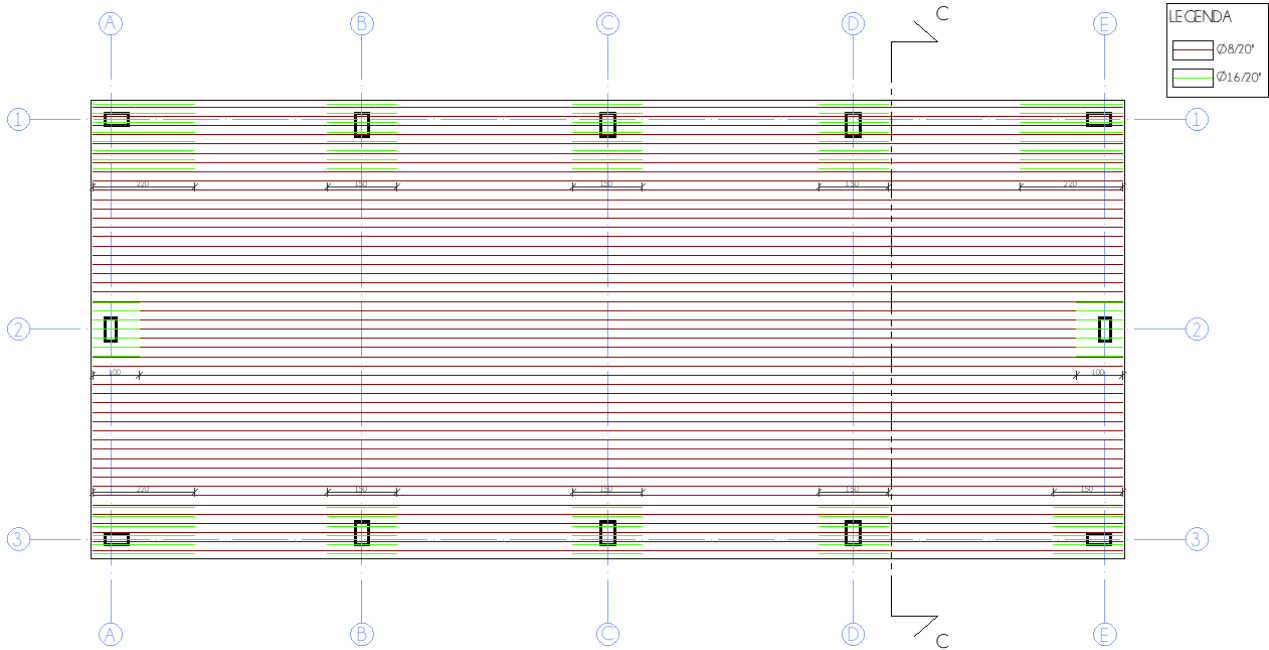 LEGENDA
Ø8/20"
Ø16/20"
A B C D E
C
1 1
220 150 150 150 220
2 2
100 100
220 150 150 150 150
3 3
A B C D E
C